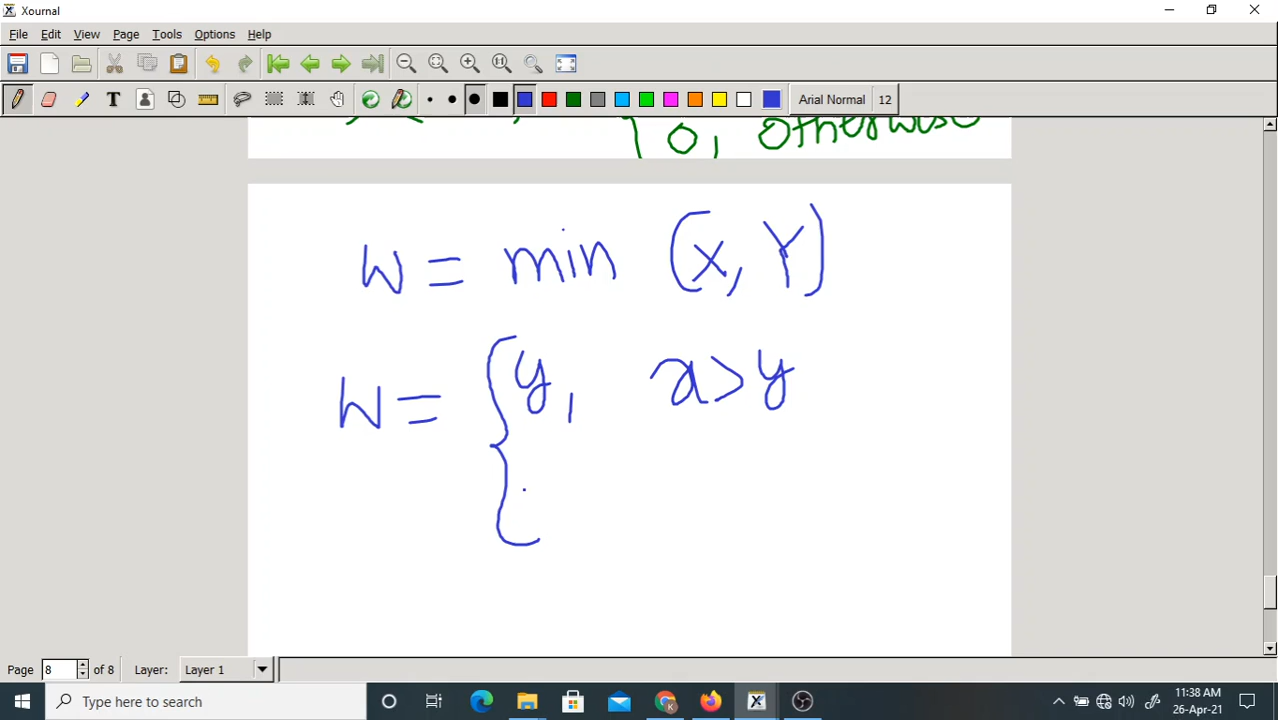 Xournal
File Edit View Page Tools Options Help
Arial Normal 12
0, otherwise
W = min (X, Y)
W = { y, x>y
Page 8 of 8 Layer: Layer 1
Type here to search
11:38 AM
26-Apr-21